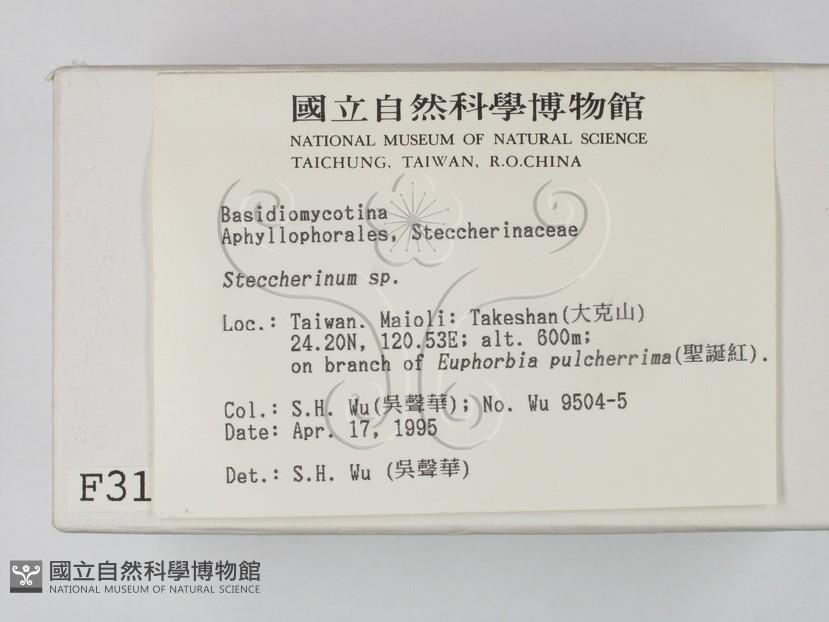 國立自然科學博物館
NATIONAL MUSEUM OF NATURAL SCIENCE
TAICHUNG, TAIWAN, R.O.CHINA
Basidiomycotina
Aphyllophorales, Steccherinaceae
Steccherinum sp.
Loc.: Taiwan. Maioli: Takeshan(大克山)
24.20N, 120.53E; alt. 600m;
on branch of Euphorbia pulcherrima(聖誕紅).
Col.: S.H. Wu(吳聲華); No. Wu 9504-5
Date: Apr. 17, 1995
Det.: S.H. Wu (吳聲華)
F31
國立自然科學博物館
NATIONAL MUSEUM OF NATURAL SCIENCE